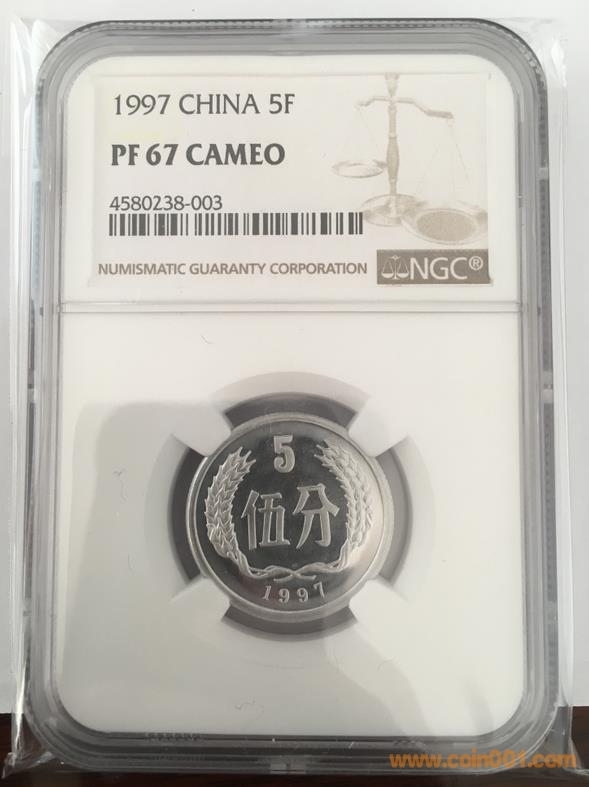 1997 CHINA 5F
PF 67 CAMEO
4580238-003
NUMISMATIC GUARANTY CORPORATION
NGC®
5
伍分
1997
www.coin001.com